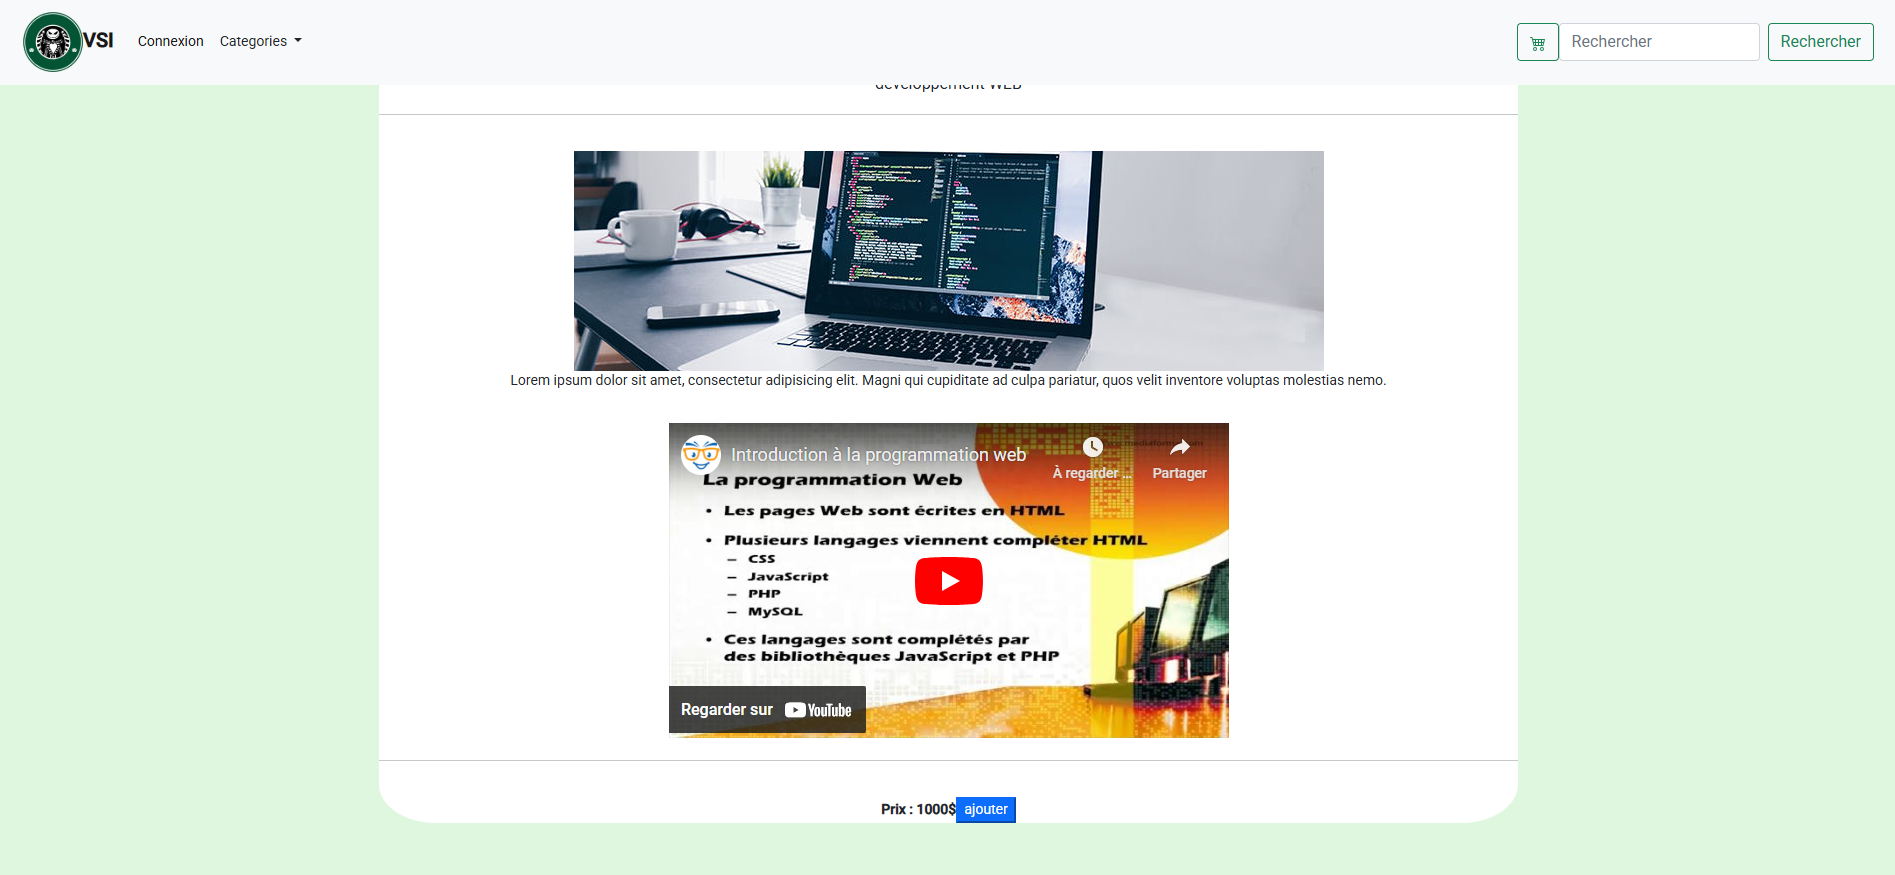 VSI Connexion Categories Rechercher Rechercher
développement WEB
Lorem ipsum dolor sit amet, consectetur adipisicing elit. Magni qui cupiditate ad culpa pariatur, quos velit inventore voluptas molestias nemo.
Introduction à la programmation web
À regarder ... Partager
La programmation Web
• Les pages Web sont écrites en HTML
• Plusieurs langages viennent compléter HTML
– CSS
– JavaScript
– PHP
– MySQL
• Ces langages sont complétés par
des bibliothèques JavaScript et PHP
Regarder sur YouTube
Prix : 1000$ ajouter